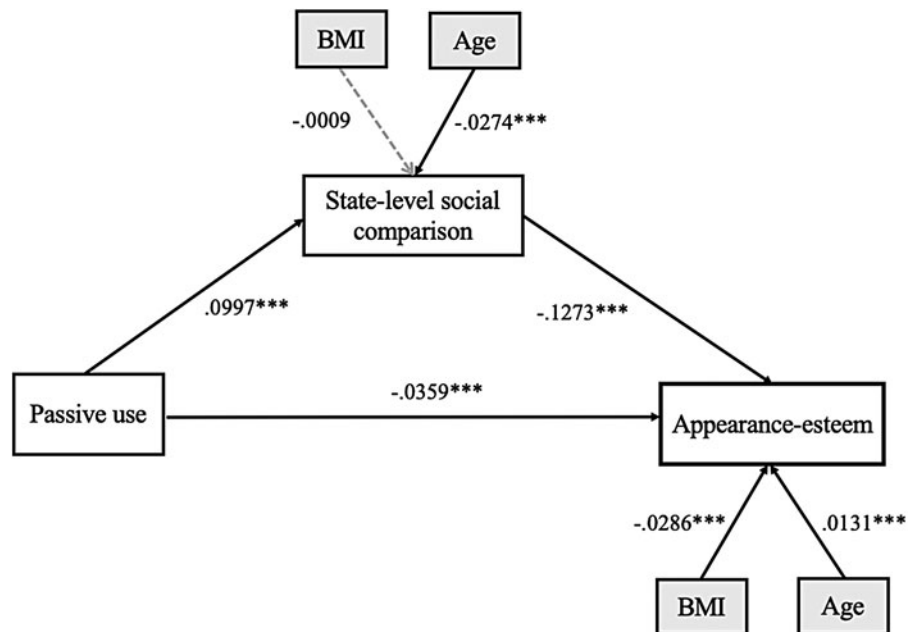 BMI
Age
-.0009
-.0274***
State-level social
comparison
.0997***
-.1273***
Passive use
-.0359***
Appearance-esteem
-.0286***
.0131***
BMI
Age